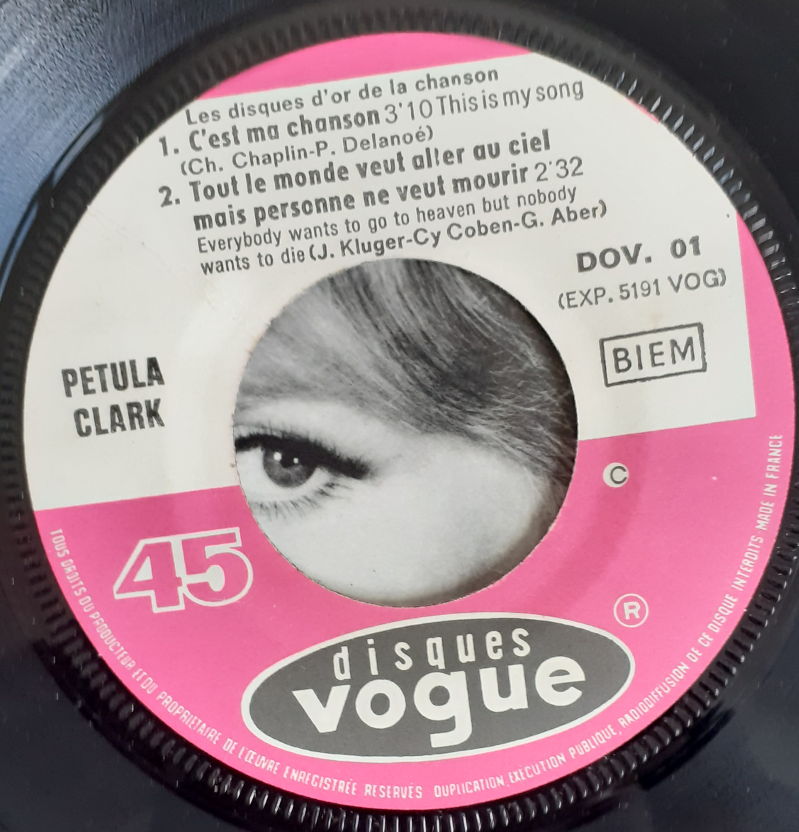 Les disques d'or de la chanson
1. C'est ma chanson 3'10 This is my song
(Ch. Chaplin-P. Delanoé)
2. Tout le monde veut aller au ciel
mais personne ne veut mourir 2'32
Everybody wants to go to heaven but nobody
wants to die (J. Kluger-Cy Coben-G. Aber)
DOV. 01
(EXP. 5191 VOG)
BIEM
PETULA
CLARK
©
45
®
disques
vogue
TOUS DROITS DU PRODUCTEUR ET DU PROPRIETAIRE DE L'ŒUVRE ENREGISTRÉE RESERVES DUPLICATION, EXECUTION PUBLIQUE, RADIODIFFUSION DE CE DISQUE INTERDITS MADE IN FRANCE